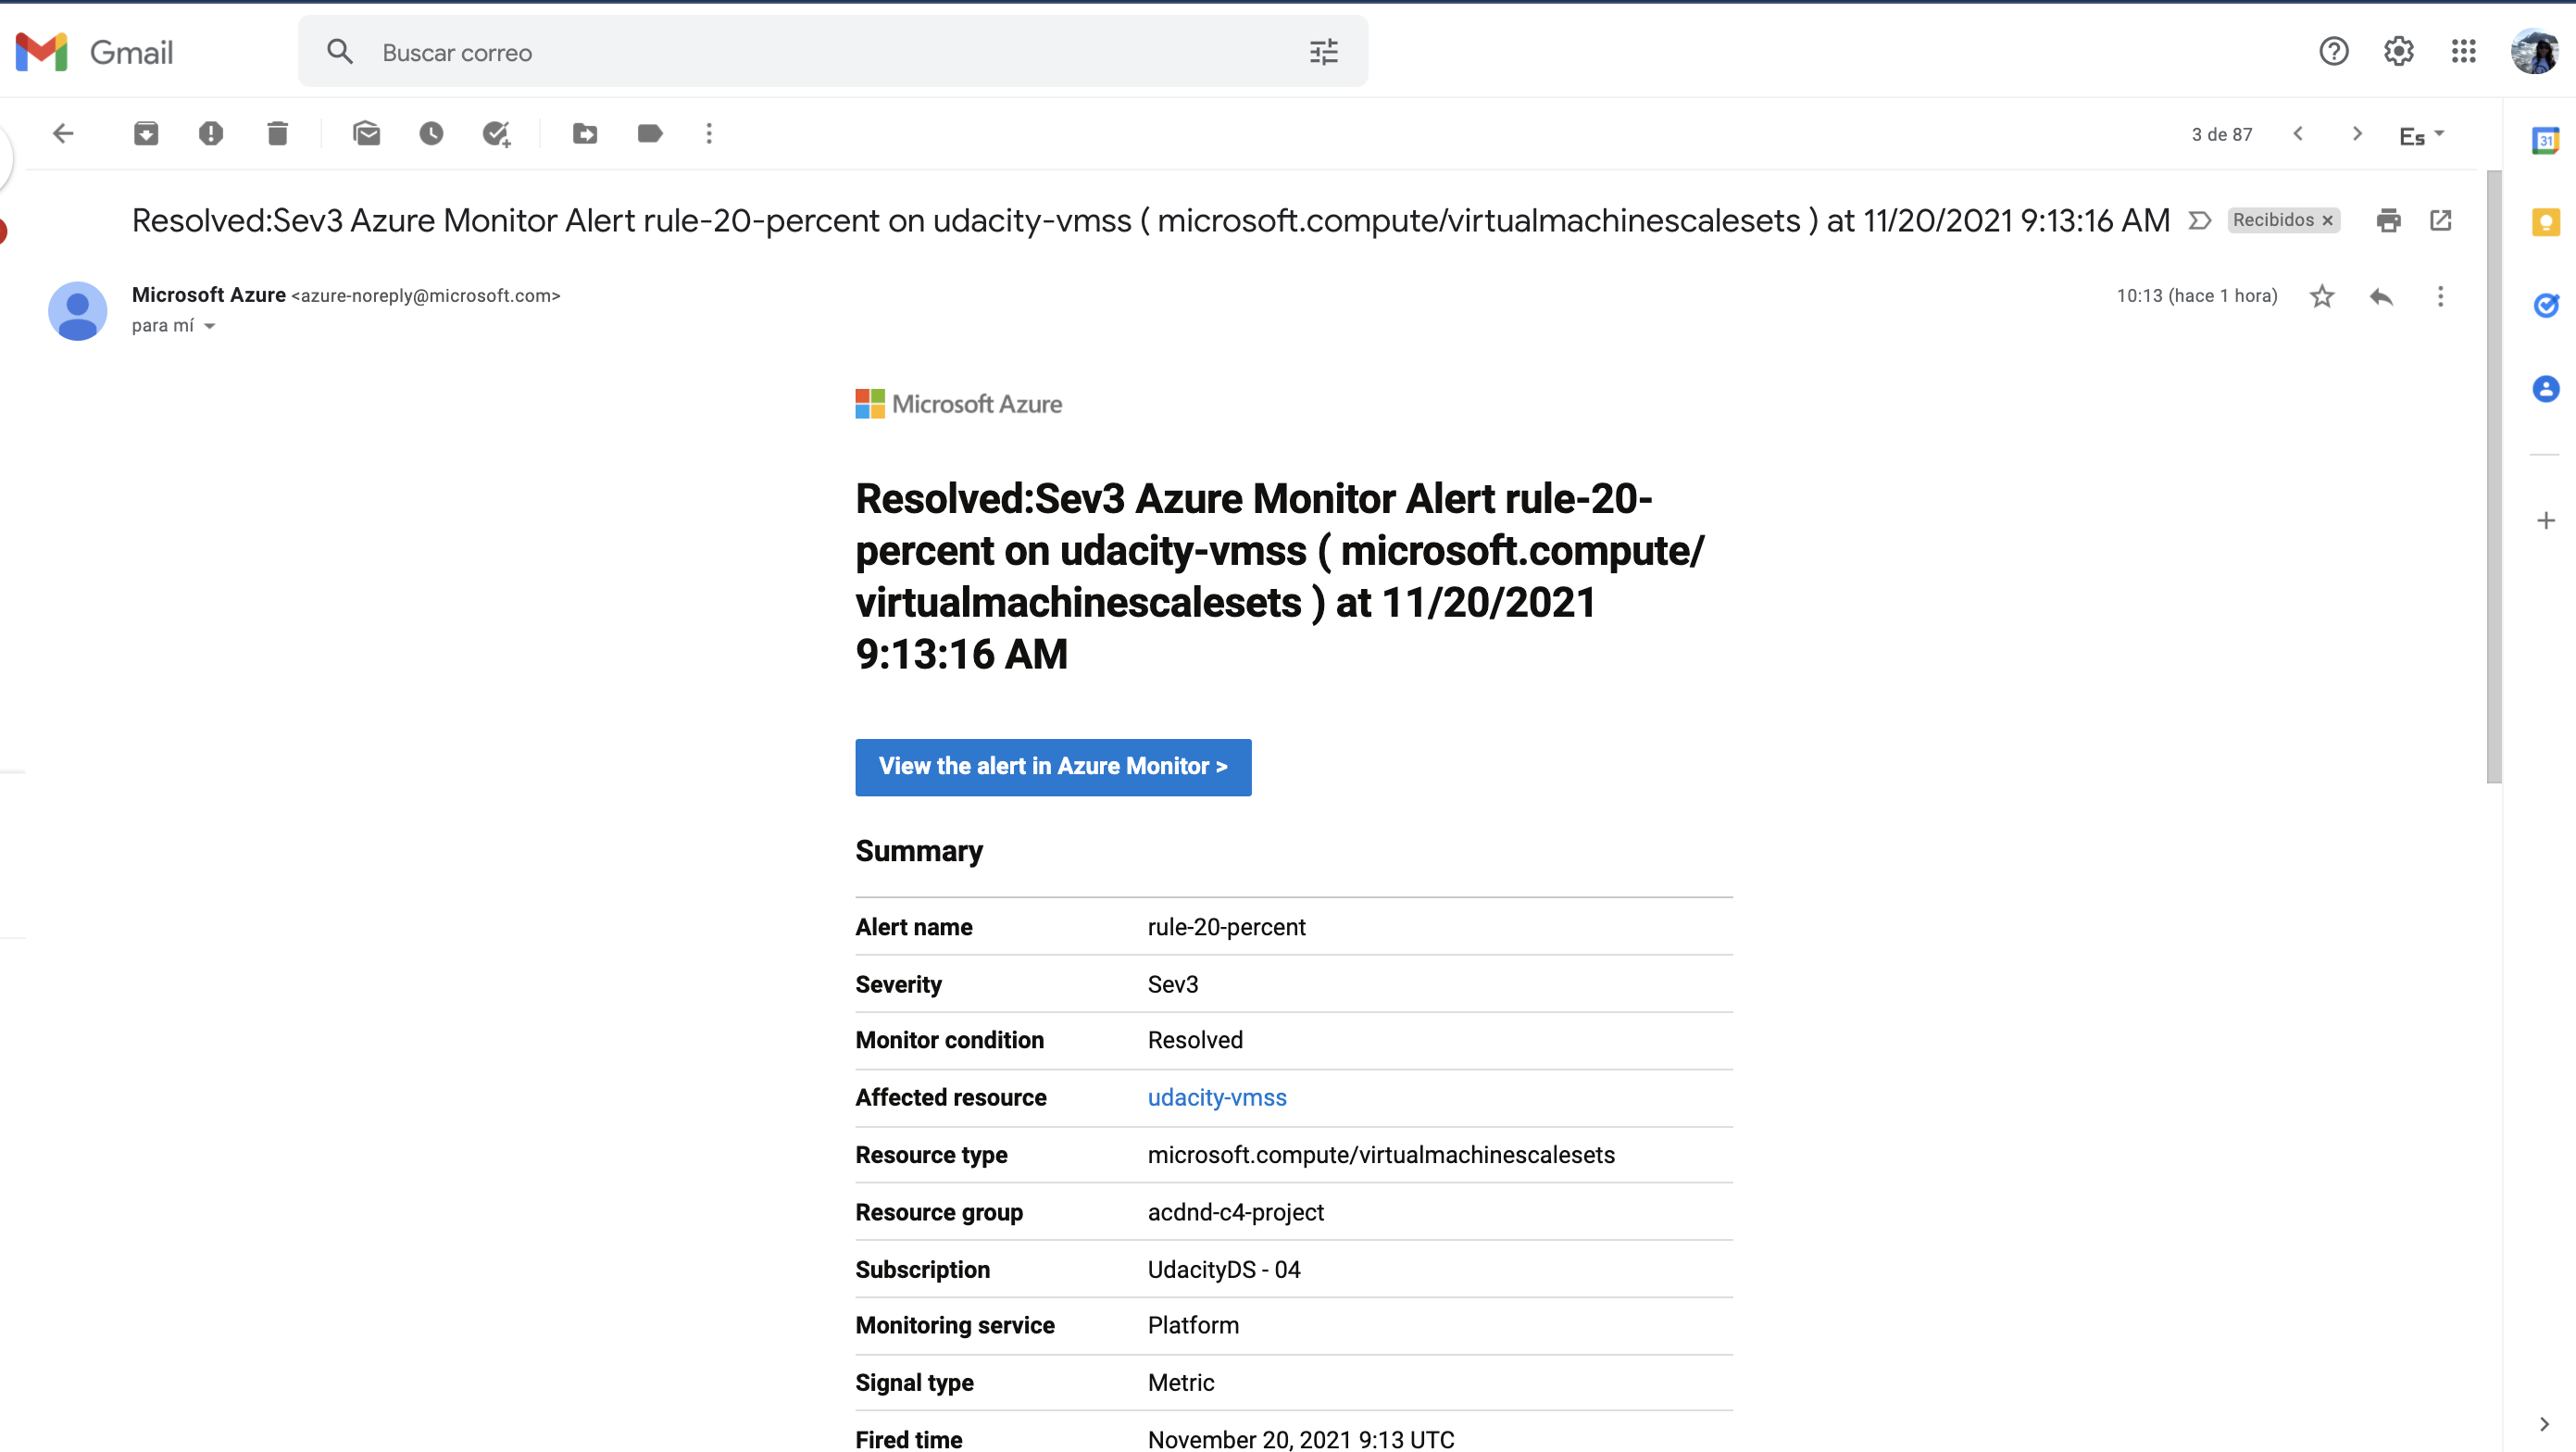 Gmail
Buscar correo
3 de 87
Es
31
Resolved:Sev3 Azure Monitor Alert rule-20-percent on udacity-vmss ( microsoft.compute/virtualmachinescalesets ) at 11/20/2021 9:13:16 AM
Recibidos ×
Microsoft Azure <azure-noreply@microsoft.com>
10:13 (hace 1 hora)
para mí
Microsoft Azure
Resolved:Sev3 Azure Monitor Alert rule-20-
percent on udacity-vmss ( microsoft.compute/
virtualmachinescalesets ) at 11/20/2021
9:13:16 AM
View the alert in Azure Monitor >
Summary
Alert name rule-20-percent
Severity Sev3
Monitor condition Resolved
Affected resource udacity-vmss
Resource type microsoft.compute/virtualmachinescalesets
Resource group acdnd-c4-project
Subscription UdacityDS - 04
Monitoring service Platform
Signal type Metric
Fired time November 20, 2021 9:13 UTC